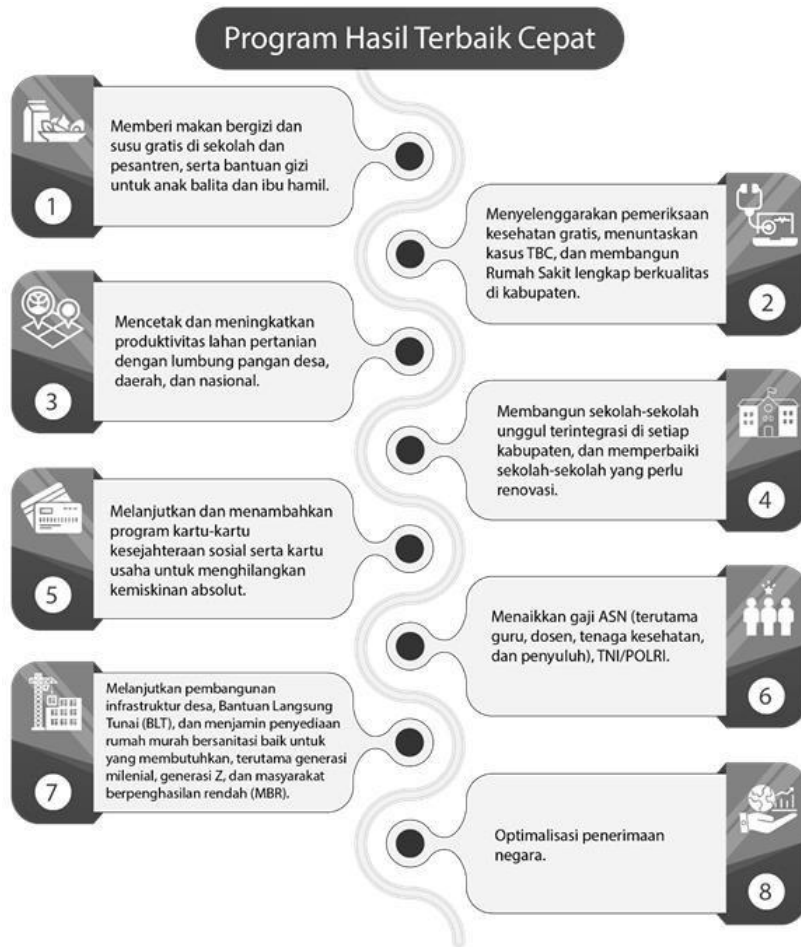 Program Hasil Terbaik Cepat
Memberi makan bergizi dan
susu gratis di sekolah dan
pesantren, serta bantuan gizi
untuk anak balita dan ibu hamil.
1
Menyelenggarakan pemeriksaan
kesehatan gratis, menuntaskan
kasus TBC, dan membangun
Rumah Sakit lengkap berkualitas
di kabupaten.
2
Mencetak dan meningkatkan
produktivitas lahan pertanian
dengan lumbung pangan desa,
daerah, dan nasional.
3
Membangun sekolah-sekolah
unggul terintegrasi di setiap
kabupaten, dan memperbaiki
sekolah-sekolah yang perlu
renovasi.
4
Melanjutkan dan menambahkan
program kartu-kartu
kesejahteraan sosial serta kartu
usaha untuk menghilangkan
kemiskinan absolut.
5
Menaikkan gaji ASN (terutama
guru, dosen, tenaga kesehatan,
dan penyuluh), TNI/POLRI.
6
Melanjutkan pembangunan
infrastruktur desa, Bantuan Langsung
Tunai (BLT), dan menjamin penyediaan
rumah murah bersanitasi baik untuk
yang membutuhkan, terutama generasi
milenial, generasi Z, dan masyarakat
berpenghasilan rendah (MBR).
7
Optimalisasi penerimaan
negara.
8